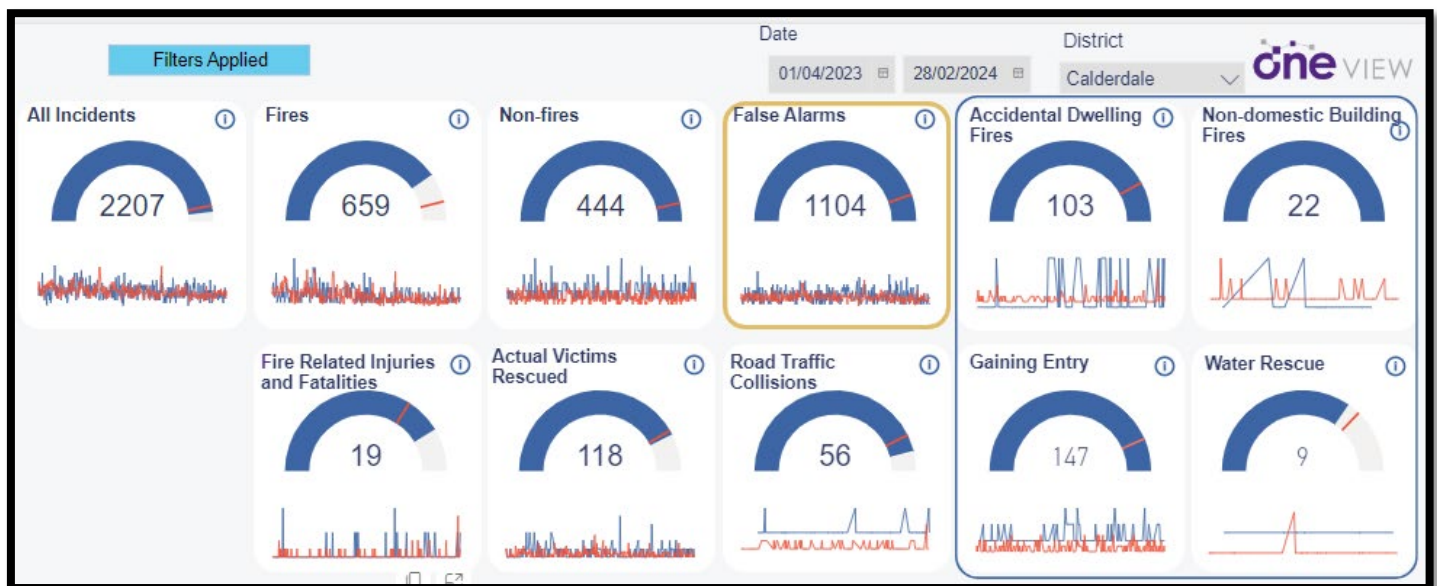 Filters Applied
Date
01/04/2023
28/02/2024
District
Calderdale
one VIEW
All Incidents
2207
Fires
659
Non-fires
444
False Alarms
1104
Accidental Dwelling
Fires
103
Non-domestic Building
Fires
22
Fire Related Injuries
and Fatalities
19
Actual Victims
Rescued
118
Road Traffic
Collisions
56
Gaining Entry
147
Water Rescue
9